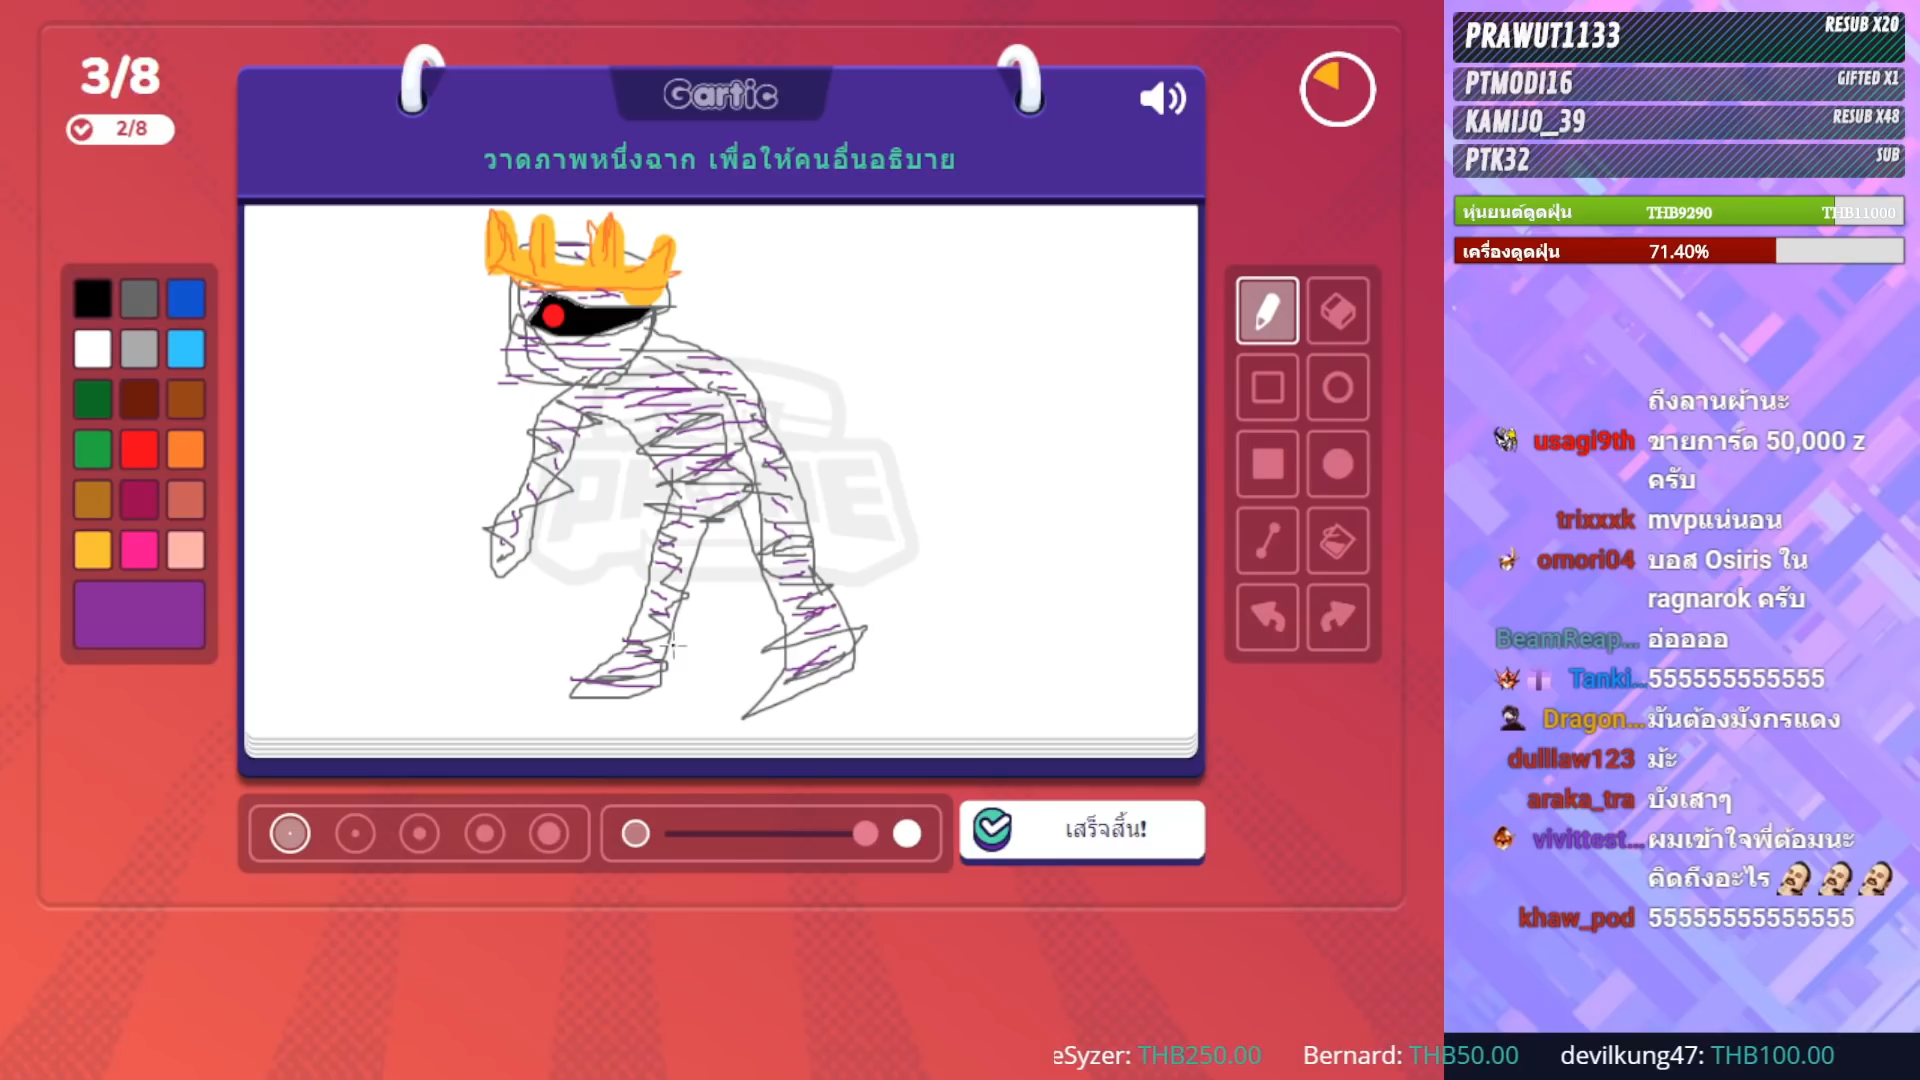 3/8
2/8
Gartic
วาดภาพหนึ่งฉาก เพื่อให้คนอื่นอธิบาย
PHONE
เสร็จสิ้น!
PRAWUT1133 RESUB X20
PTMODI16 GIFTED X1
KAMIJO_39 RESUB X48
PTK32 SUB
หุ่นยนต์ดูดฝุ่น THB9290 THB11000
เครื่องดูดฝุ่น 71.40%
ถึงลานผ้านะ
usagi9th ขายการ์ด 50,000 z
ครับ
trixxxk mvpแน่นอน
omori04 บอส Osiris ใน
ragnarok ครับ
BeamReap... อ่ออออ
Tanki... 555555555555
Dragon... มันต้องมังกรแดง
dulllaw123 ม้ะ
araka_tra บังเสาๆ
vivittest... ผมเข้าใจพี่ต้อมนะ
คิดถึงอะไร
khaw_pod 55555555555555
eSyzer: THB250.00 Bernard: THB50.00 devilkung47: THB100.00